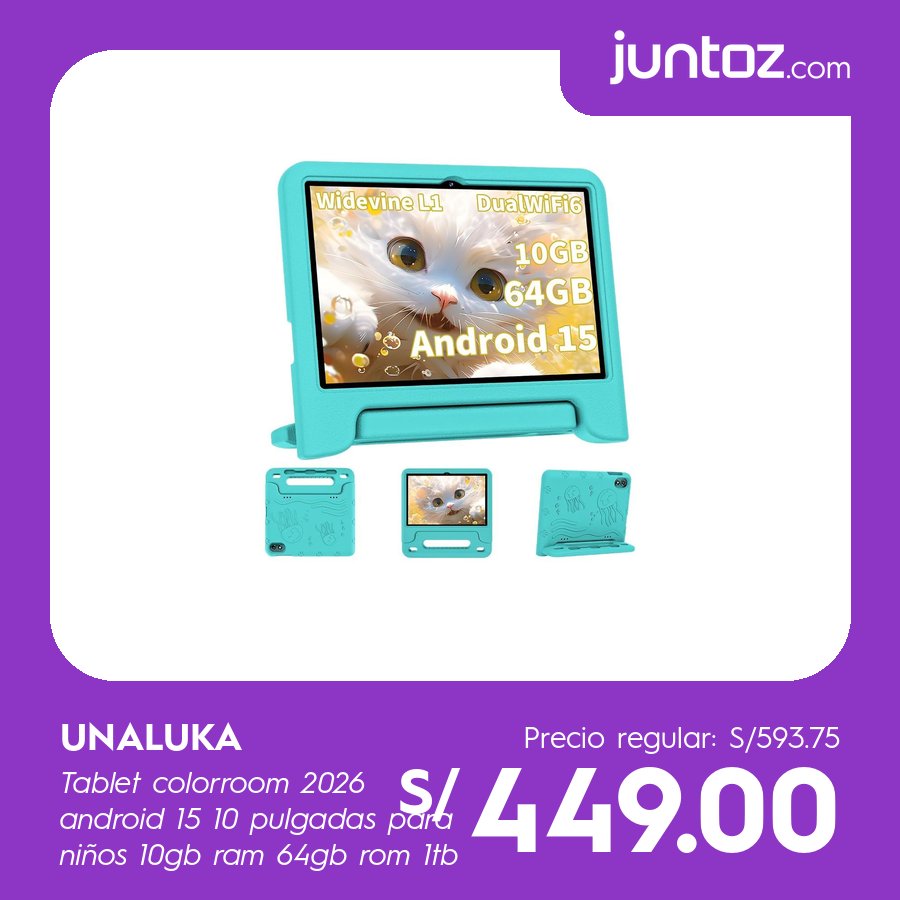 juntoz.com
Widevine L1 DualWiFi6
10GB
64GB
Android 15
UNALUKA
Precio regular: S/593.75
Tablet colorroom 2026
android 15 10 pulgadas para
niños 10gb ram 64gb rom 1tb
S/449.00